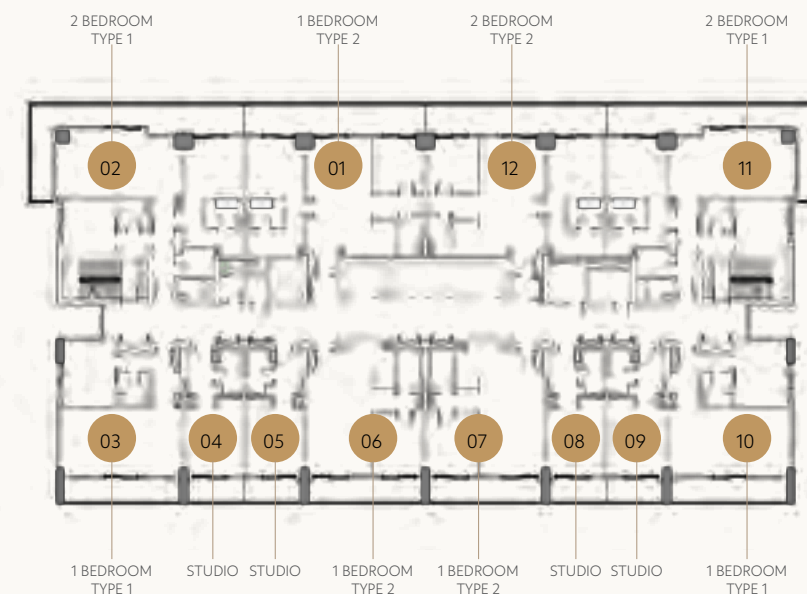 2 BEDROOM
TYPE 1
1 BEDROOM
TYPE 2
2 BEDROOM
TYPE 2
2 BEDROOM
TYPE 1
02
01
12
11
03
04
05
06
07
08
09
10
1 BEDROOM
TYPE 1
STUDIO
STUDIO
1 BEDROOM
TYPE 2
1 BEDROOM
TYPE 2
STUDIO
STUDIO
1 BEDROOM
TYPE 1